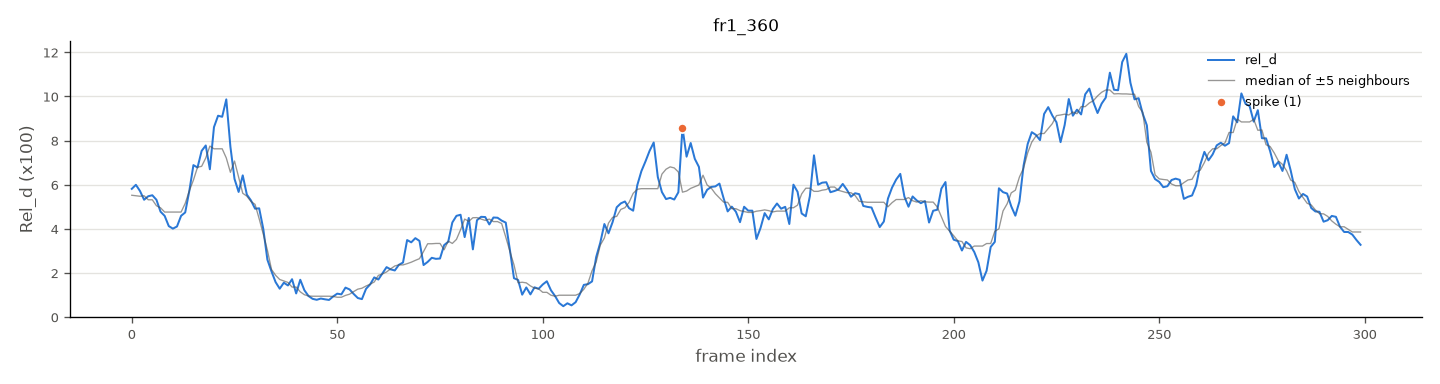 fr1_360
rel_d
median of ±5 neighbours
spike (1)
Rel_d (x100)
12
10
8
6
4
2
0
0 50 100 150 200 250 300
frame index